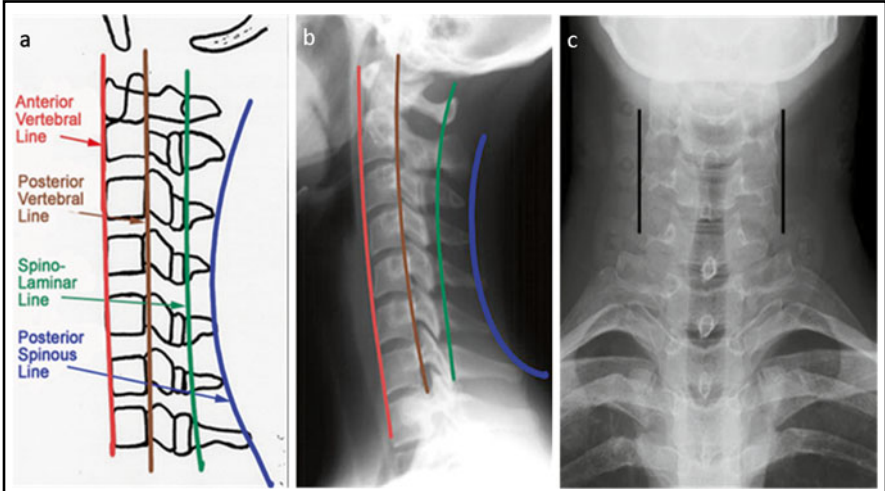 a
Anterior
Vertebral
Line
Posterior
Vertebral
Line
Spino-
Laminar
Line
Posterior
Spinous
Line
b
c